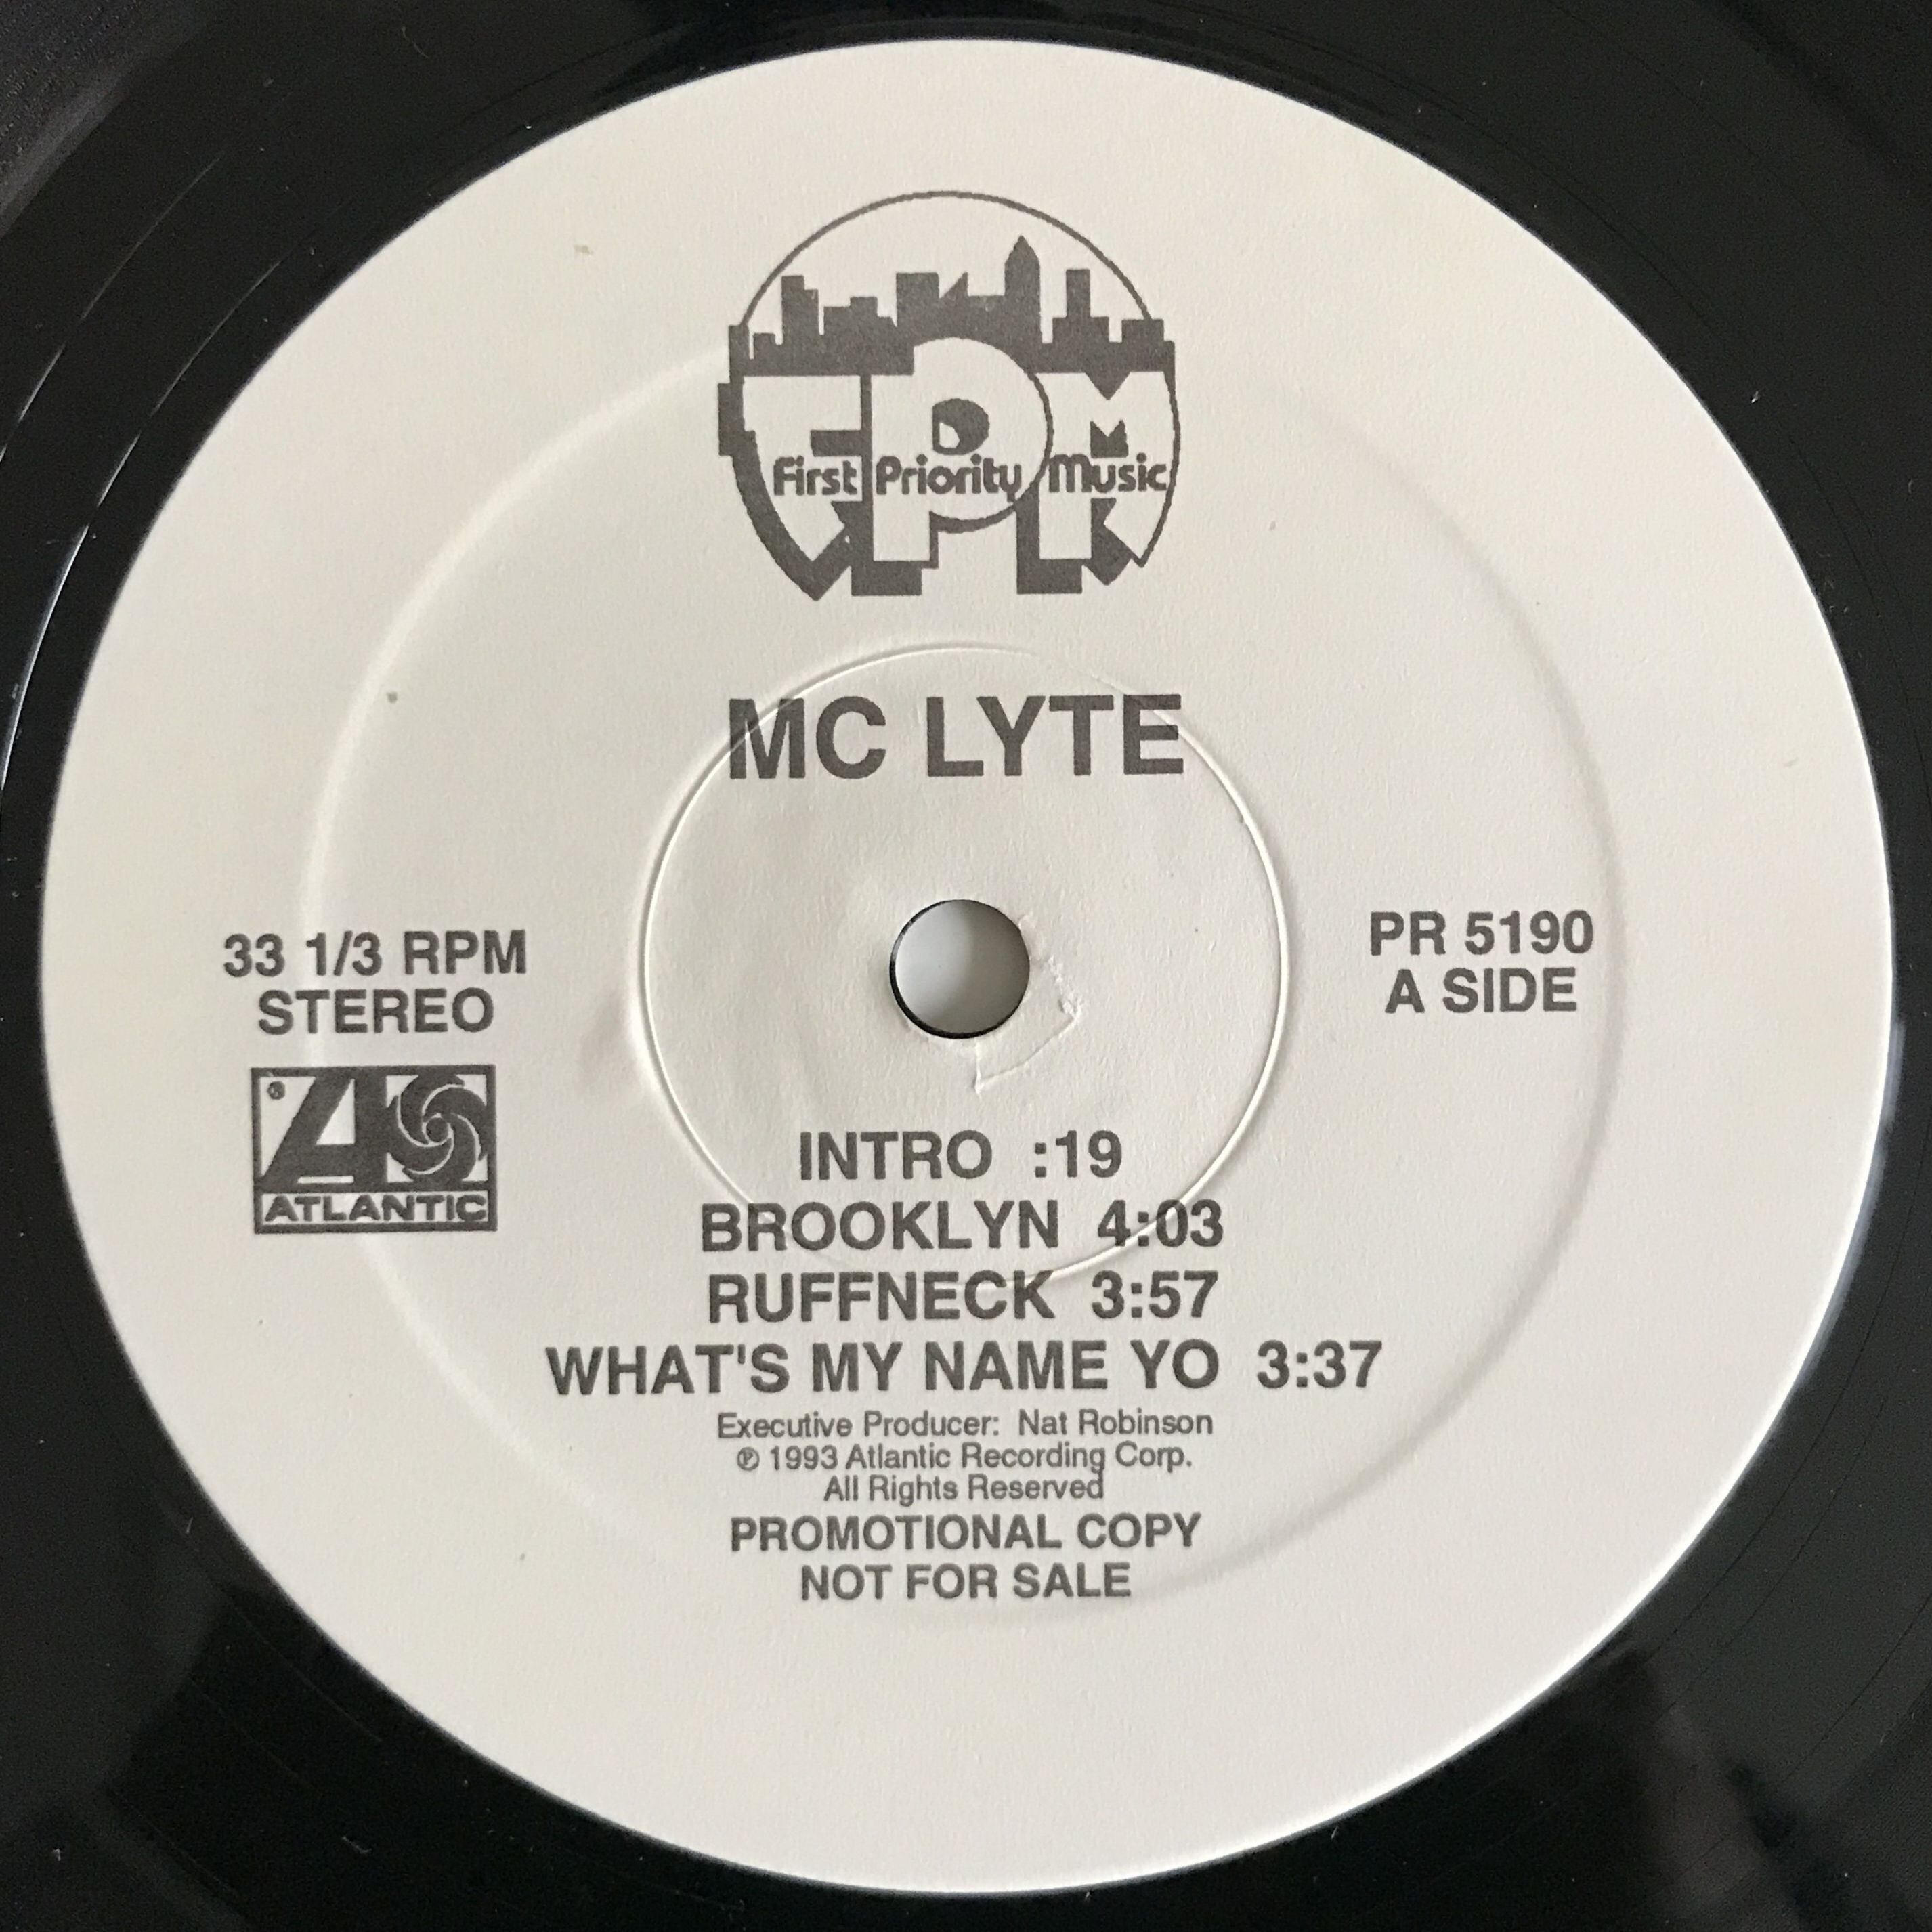 FPM
First Priority Music
MC LYTE
33 1/3 RPM
STEREO
PR 5190
A SIDE
®
A
ATLANTIC
INTRO :19
BROOKLYN 4:03
RUFFNECK 3:57
WHAT'S MY NAME YO 3:37
Executive Producer: Nat Robinson
℗ 1993 Atlantic Recording Corp.
All Rights Reserved
PROMOTIONAL COPY
NOT FOR SALE